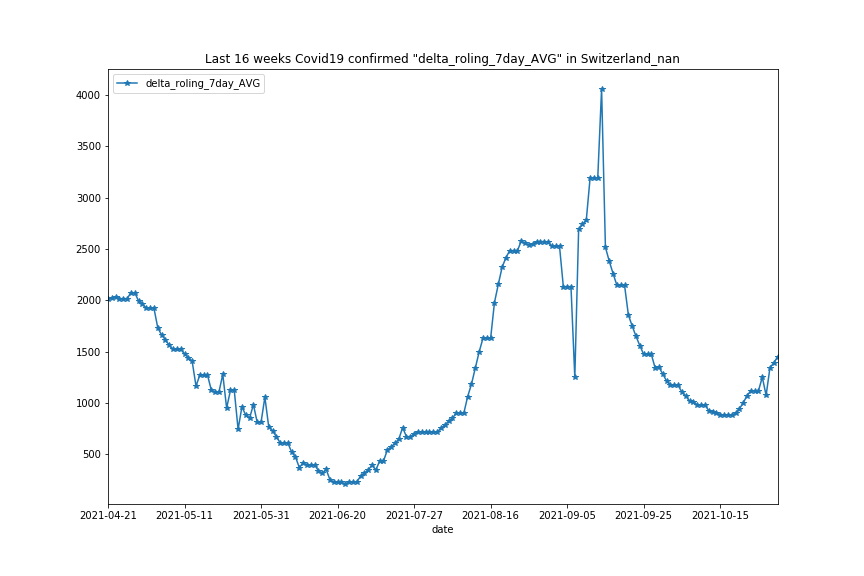 Last 16 weeks Covid19 confirmed "delta_roling_7day_AVG" in Switzerland_nan
delta_roling_7day_AVG
4000
3500
3000
2500
2000
1500
1000
500
2021-04-21 2021-05-11 2021-05-31 2021-06-20 2021-07-27 2021-08-16 2021-09-05 2021-09-25 2021-10-15
date